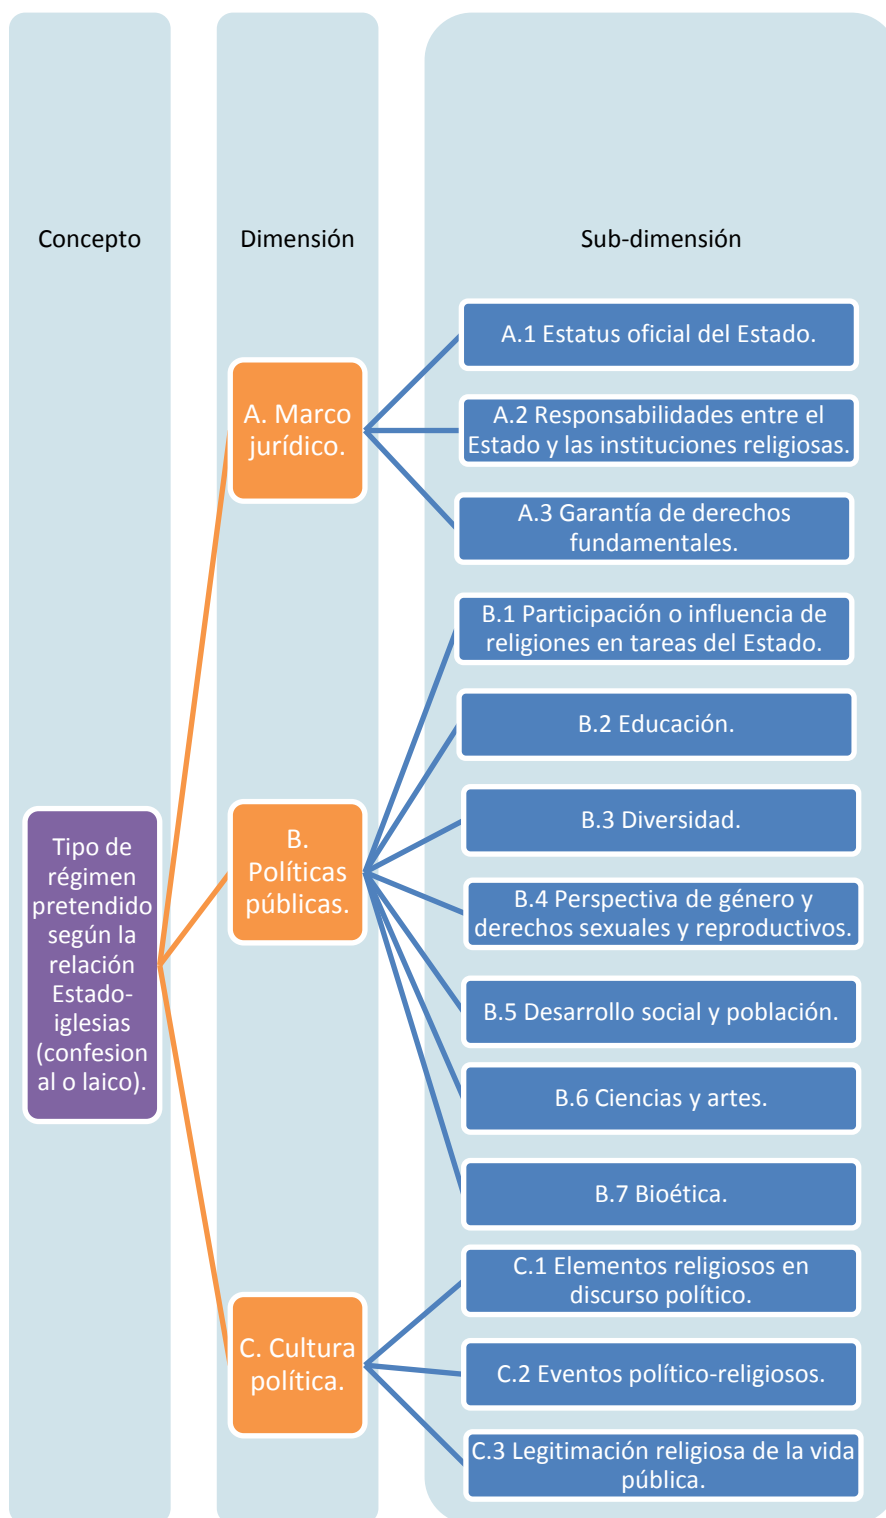 Concepto
Dimensión
Sub-dimensión
Tipo de
régimen
pretendido
según la
relación
Estado-
iglesias
(confesion
al o laico).
A. Marco
jurídico.
A.1 Estatus oficial del Estado.
A.2 Responsabilidades entre el
Estado y las instituciones religiosas.
A.3 Garantía de derechos
fundamentales.
B.
Políticas
públicas.
B.1 Participación o influencia de
religiones en tareas del Estado.
B.2 Educación.
B.3 Diversidad.
B.4 Perspectiva de género y
derechos sexuales y reproductivos.
B.5 Desarrollo social y población.
B.6 Ciencias y artes.
B.7 Bioética.
C. Cultura
política.
C.1 Elementos religiosos en
discurso político.
C.2 Eventos político-religiosos.
C.3 Legitimación religiosa de la vida
pública.